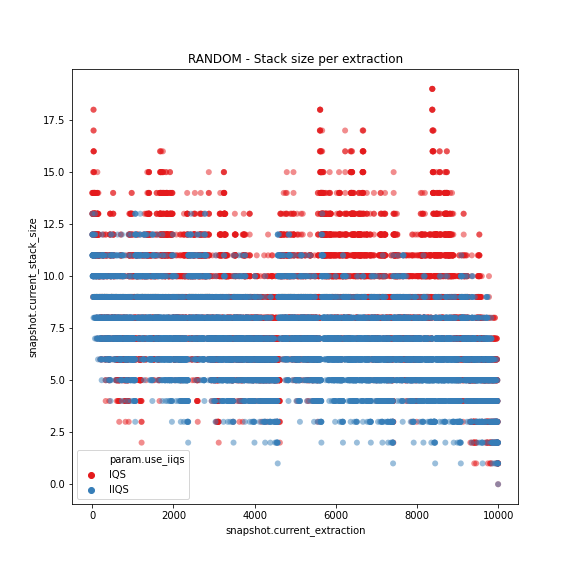 RANDOM - Stack size per extraction
snapshot.current_stack_size
17.5
15.0
12.5
10.0
7.5
5.0
2.5
0.0
param.use_iiqs
IQS
IIQS
0
2000
4000
6000
8000
10000
snapshot.current_extraction